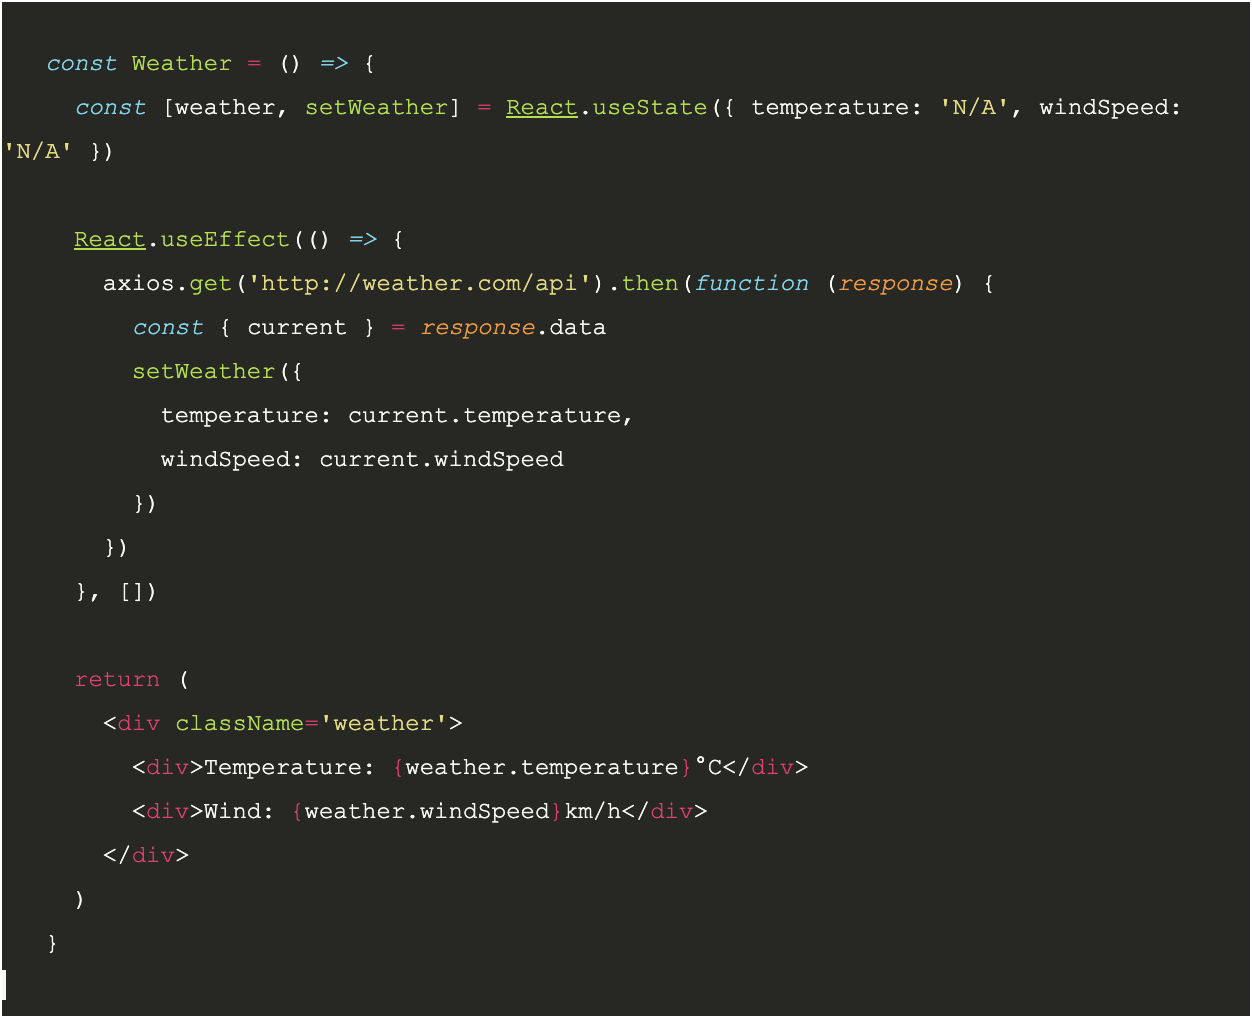 const Weather = () => {
const [weather, setWeather] = React.useState({ temperature: 'N/A', windSpeed:
'N/A' })
React.useEffect(() => {
axios.get('http://weather.com/api').then(function (response) {
const { current } = response.data
setWeather({
temperature: current.temperature,
windSpeed: current.windSpeed
})
})
}, [])
return (
<div className='weather'>
<div>Temperature: {weather.temperature}°C</div>
<div>Wind: {weather.windSpeed}km/h</div>
</div>
)
}